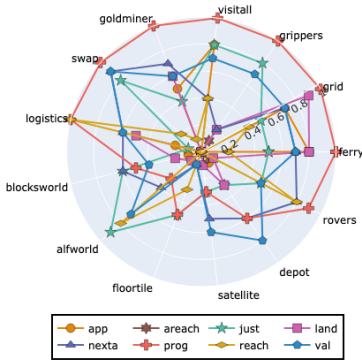 visitall
goldminer
grippers
swap
grid
0.8
0.6
0.4
0.2
logistics
ferry
blocksworld
rovers
alfworld
depot
floortile
satellite
app areach just land
nexta prog reach val